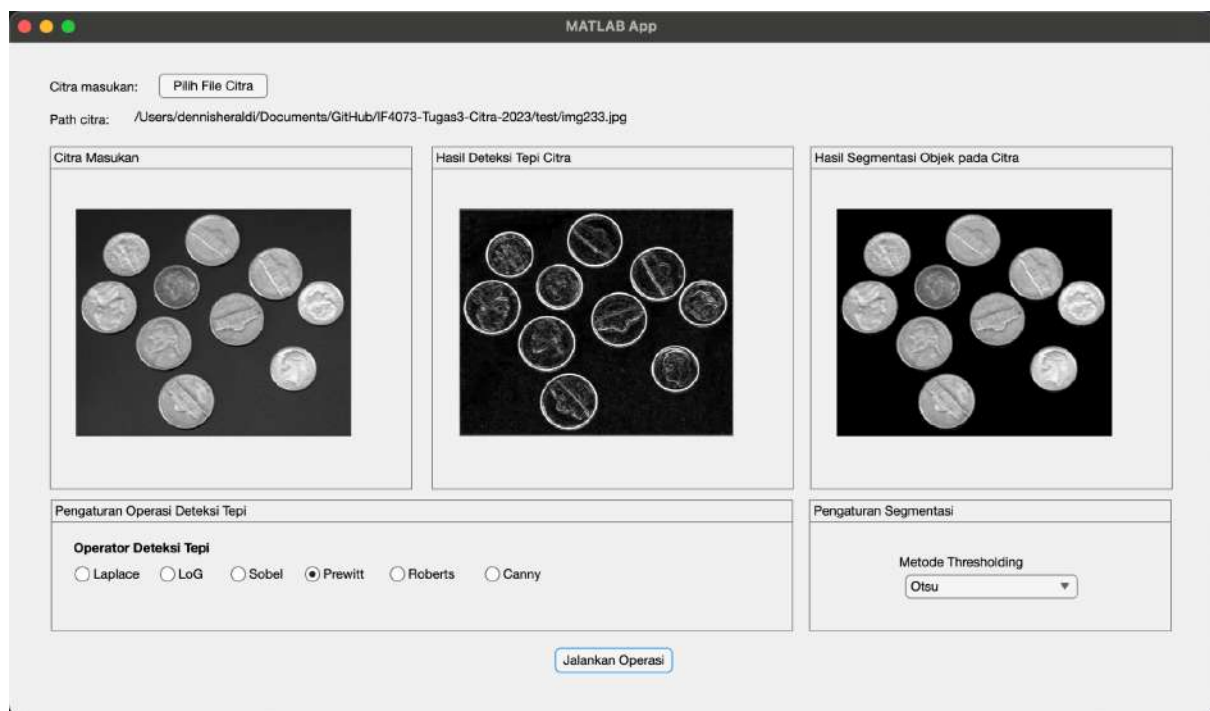 MATLAB App
Citra masukan: Pilih File Citra
Path citra: /Users/dennisheraldi/Documents/GitHub/IF4073-Tugas3-Citra-2023/test/img233.jpg
Citra Masukan
Hasil Deteksi Tepi Citra
Hasil Segmentasi Objek pada Citra
Pengaturan Operasi Deteksi Tepi
Operator Deteksi Tepi
Laplace LoG Sobel Prewitt Roberts Canny
Pengaturan Segmentasi
Metode Thresholding
Otsu
Jalankan Operasi